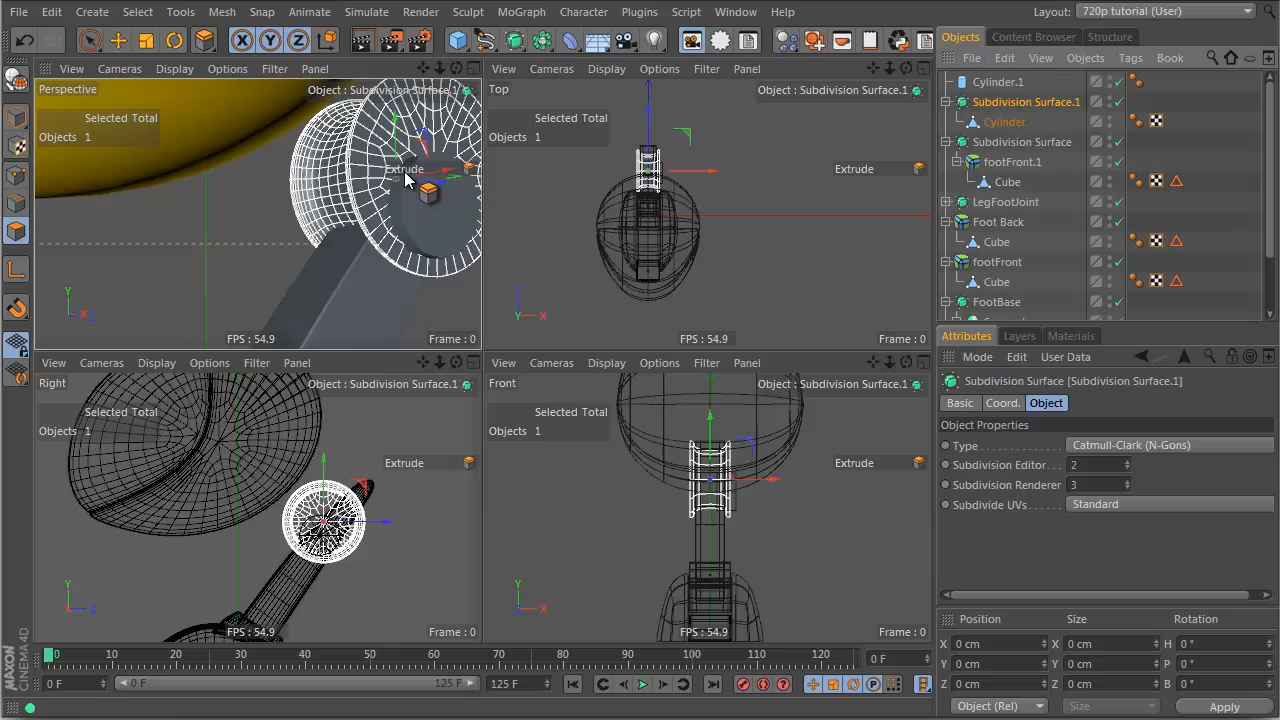 File Edit Create Select Tools Mesh Snap Animate Simulate Render Sculpt MoGraph Character Plugins Script Window Help Layout: 720p tutorial (User)
X Y Z
Objects Content Browser Structure
View Cameras Display Options Filter Panel
View Cameras Display Options Filter Panel
File Edit View Objects Tags Book
Perspective Object : Subdivision Surface.1
Selected Total
Objects 1
Extrude
Y
X
FPS : 54.9 Frame : 0
Top Object : Subdivision Surface.1
Selected Total
Objects 1
Extrude
Y X
FPS : 54.9 Frame : 0
Cylinder.1
Subdivision Surface.1
Cylinder
Subdivision Surface
footFront.1
Cube
LegFootJoint
Foot Back
Cube
footFront
Cube
FootBase
View Cameras Display Options Filter Panel
View Cameras Display Options Filter Panel
Right Object : Subdivision Surface.1
Selected Total
Objects 1
Extrude
Y
X Z
FPS : 54.9 Frame : 0
Front Object : Subdivision Surface.1
Selected Total
Objects 1
Extrude
Y
X
FPS : 54.9 Frame : 0
Attributes Layers Materials
Mode Edit User Data
Subdivision Surface [Subdivision Surface.1]
Basic Coord. Object
Object Properties
Type Catmull-Clark (N-Gons)
Subdivision Editor... 2
Subdivision Renderer 3
Subdivide UVs Standard
Position Size Rotation
X 0 cm X 0 cm H 0 °
Y 0 cm Y 0 cm P 0 °
Z 0 cm Z 0 cm B 0 °
Object (Rel) Size Apply
0 10 20 30 40 50 60 70 80 90 100 110 120 0 F
0 F 0 F 125 F 125 F
P
MAXON
CINEMA 4D